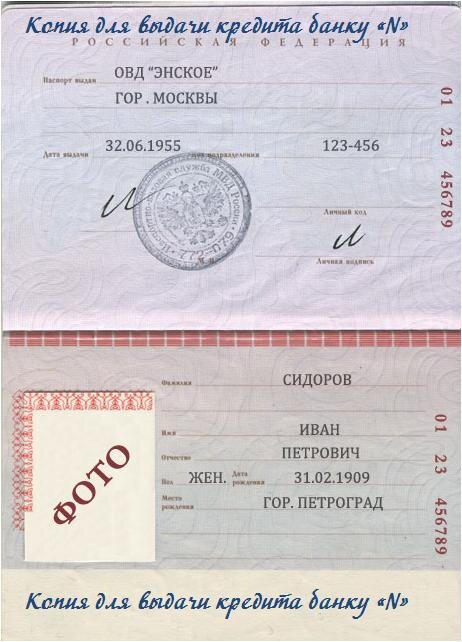 Копия для выдачи кредита банку «N»
РОССИЙСКАЯ ФЕДЕРАЦИЯ
Паспорт выдан ОВД "ЭНСКОЕ"
ГОР . МОСКВЫ
Дата выдачи 32.06.1955 Код подразделения 123-456
01 23 456789
Личный код
М.П.
Личная подпись
Фамилия СИДОРОВ
Имя ИВАН
Отчество ПЕТРОВИЧ
Пол ЖЕН. Дата рождения 31.02.1909
Место рождения ГОР. ПЕТРОГРАД
ФОТО
01 23 456789
Копия для выдачи кредита банку «N»